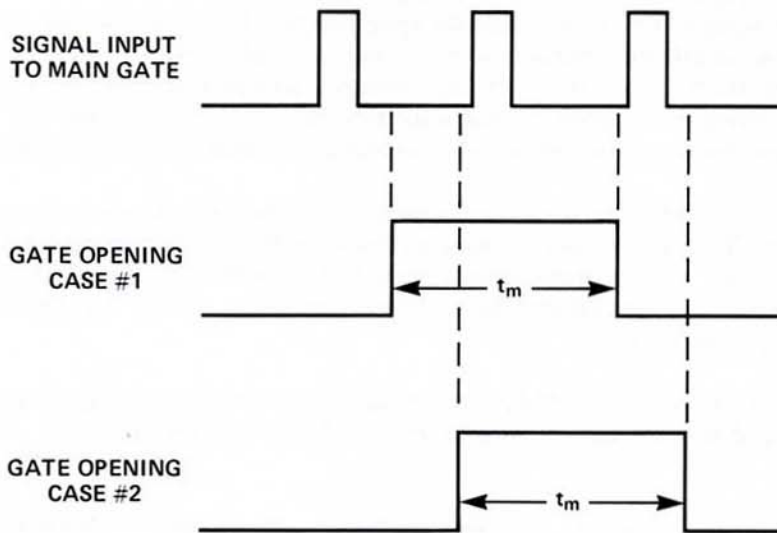 SIGNAL INPUT
TO MAIN GATE
GATE OPENING
CASE #1
tm
GATE OPENING
CASE #2
tm